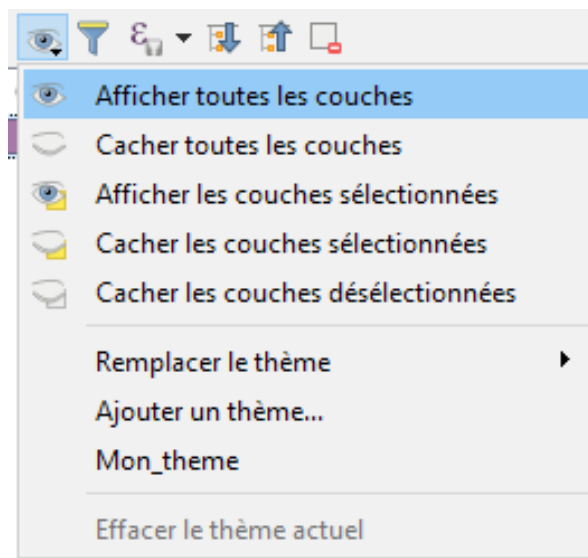 Afficher toutes les couches
Cacher toutes les couches
Afficher les couches sélectionnées
Cacher les couches sélectionnées
Cacher les couches désélectionnées
Remplacer le thème
Ajouter un thème...
Mon_theme
Effacer le thème actuel